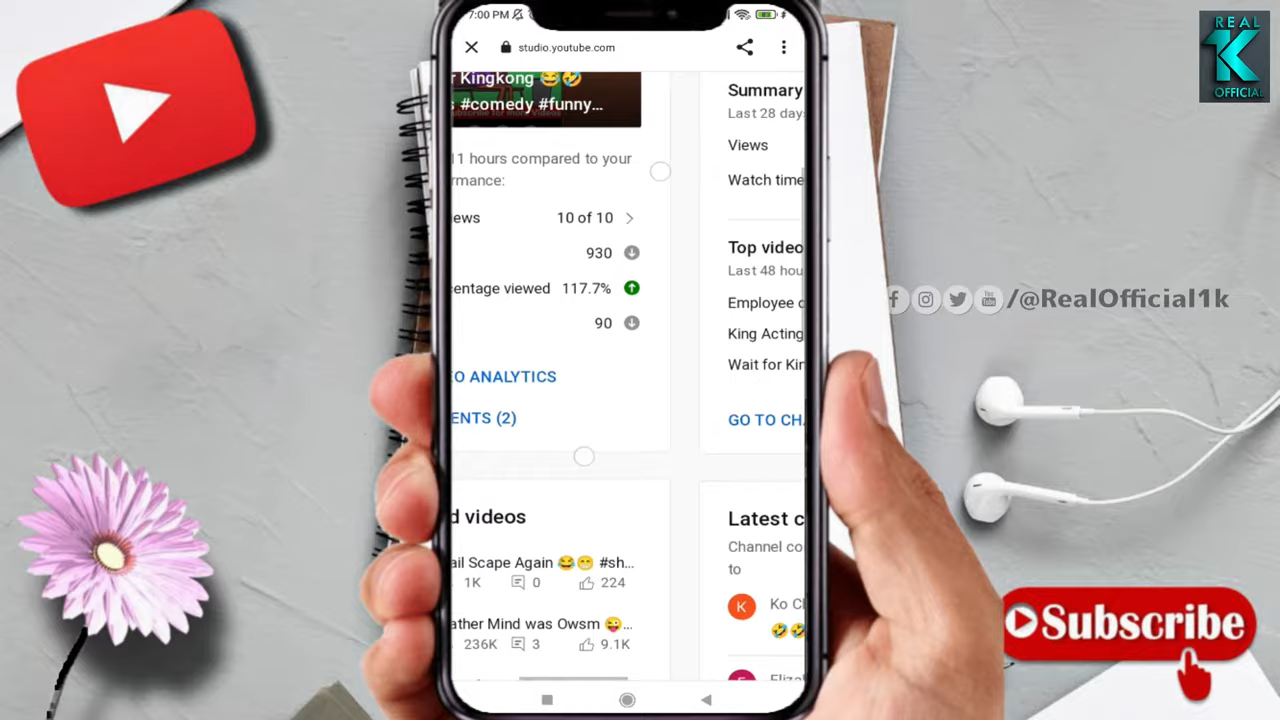 REAL
1K
OFFICIAL
7:00 PM
studio.youtube.com
r Kingkong 😂🤣
s #comedy #funny...
11 hours compared to your
rmance:
ews 10 of 10
930
entage viewed 117.7%
90
O ANALYTICS
ENTS (2)
d videos
ail Scape Again 😂😁 #sh...
1K 0 224
ather Mind was Owsm 😜...
236K 3 9.1K
Summary
Last 28 day
Views
Watch time
Top video
Last 48 hou
Employee
King Acting
Wait for Kin
GO TO CH
Latest c
Channel co
to
K
Ko C
🤣🤣
/@RealOfficial1k
Subscribe